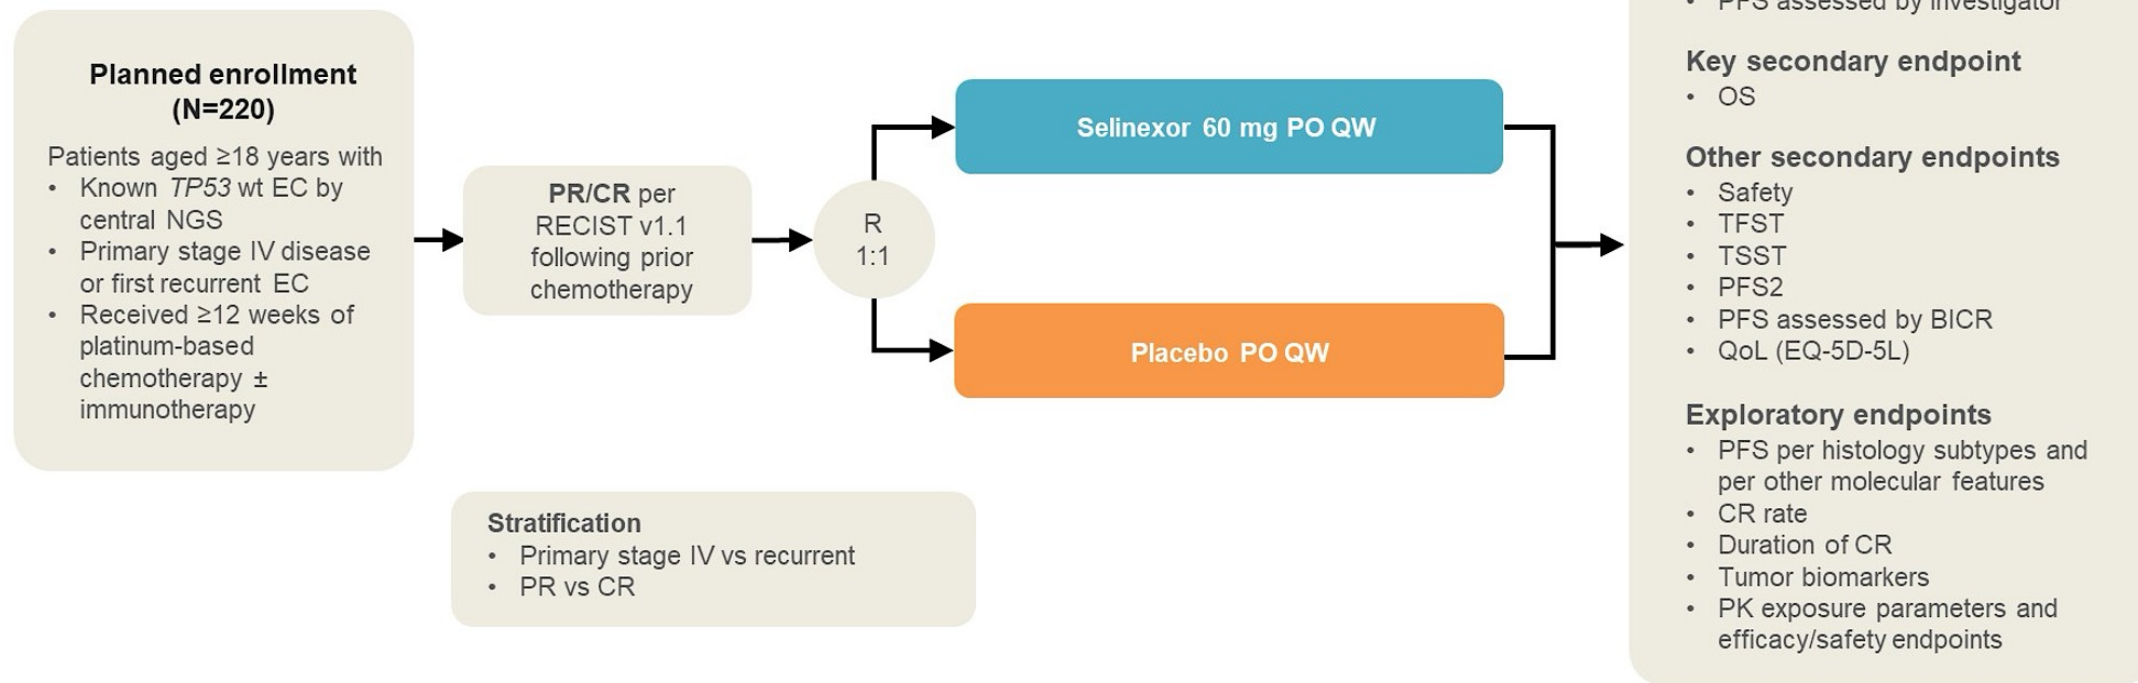 Planned enrollment
(N=220)
Patients aged ≥18 years with
• Known TP53 wt EC by
central NGS
• Primary stage IV disease
or first recurrent EC
• Received ≥12 weeks of
platinum-based
chemotherapy ±
immunotherapy
PR/CR per
RECIST v1.1
following prior
chemotherapy
R
1:1
Selinexor 60 mg PO QW
Placebo PO QW
Stratification
• Primary stage IV vs recurrent
• PR vs CR
• PFS assessed by investigator
Key secondary endpoint
• OS
Other secondary endpoints
• Safety
• TFST
• TSST
• PFS2
• PFS assessed by BICR
• QoL (EQ-5D-5L)
Exploratory endpoints
• PFS per histology subtypes and
per other molecular features
• CR rate
• Duration of CR
• Tumor biomarkers
• PK exposure parameters and
efficacy/safety endpoints